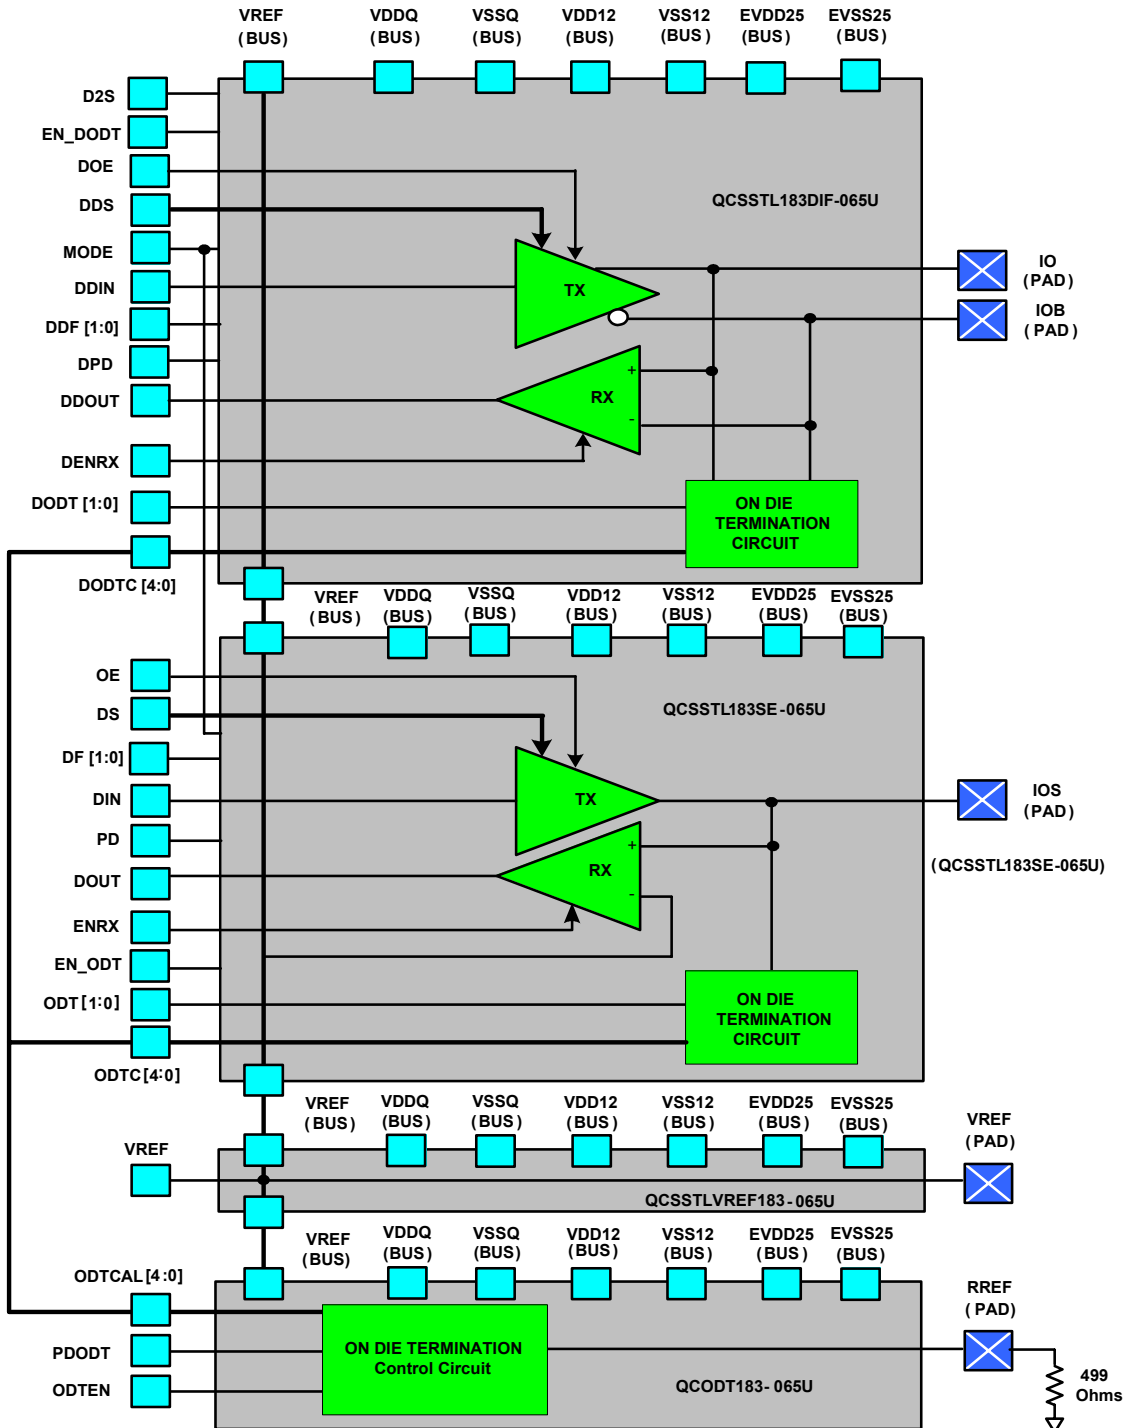 VREF
(BUS)
VDDQ
(BUS)
VSSQ
(BUS)
VDD12
(BUS)
VSS12
(BUS)
EVDD25
(BUS)
EVSS25
(BUS)
D2S
EN_DODT
DOE
DDS
MODE
DDIN
DDF [1:0]
DPD
DDOUT
DENRX
DODT [1:0]
DODTC [4:0]
QCSSTL183DIF-065U
TX
RX
+
-
ON DIE
TERMINATION
CIRCUIT
IO
(PAD)
IOB
(PAD)
VREF
(BUS)
VDDQ
(BUS)
VSSQ
(BUS)
VDD12
(BUS)
VSS12
(BUS)
EVDD25
(BUS)
EVSS25
(BUS)
OE
DS
DF [1:0]
DIN
PD
DOUT
ENRX
EN_ODT
ODT [1:0]
ODTC [4:0]
QCSSTL183SE-065U
TX
RX
+
-
ON DIE
TERMINATION
CIRCUIT
IOS
(PAD)
(QCSSTL183SE-065U)
VREF
(BUS)
VDDQ
(BUS)
VSSQ
(BUS)
VDD12
(BUS)
VSS12
(BUS)
EVDD25
(BUS)
EVSS25
(BUS)
VREF
QCSSTLVREF183-065U
VREF
(PAD)
VREF
(BUS)
VDDQ
(BUS)
VSSQ
(BUS)
VDD12
(BUS)
VSS12
(BUS)
EVDD25
(BUS)
EVSS25
(BUS)
ODTCAL [4:0]
PDODT
ODTEN
ON DIE TERMINATION
Control Circuit
QCODT183-065U
RREF
(PAD)
499
Ohms